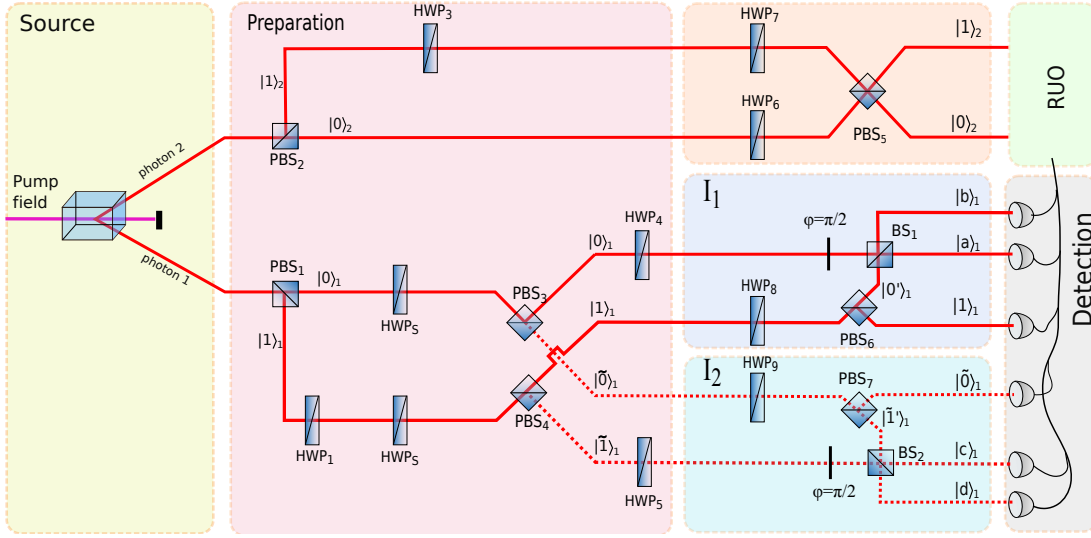 Source
Pump
field
photon 2
photon 1
Preparation
HWP₃
|1⟩₂
PBS₂
|0⟩₂
PBS₁
|0⟩₁
|1⟩₁
HWP_S
HWP₁
HWP_S
PBS₃
PBS₄
|0⟩₁
|1⟩₁
HWP₄
|0̃⟩₁
|1̃⟩₁
HWP₅
HWP₇
HWP₆
PBS₅
|1⟩₂
|0⟩₂
RUO
I₁
φ=π/2
BS₁
|b⟩₁
|a⟩₁
|0'⟩₁
HWP₈
PBS₆
|1⟩₁
I₂
HWP₉
PBS₇
|0̃⟩₁
|1̃'⟩₁
φ=π/2
BS₂
|c⟩₁
|d⟩₁
Detection